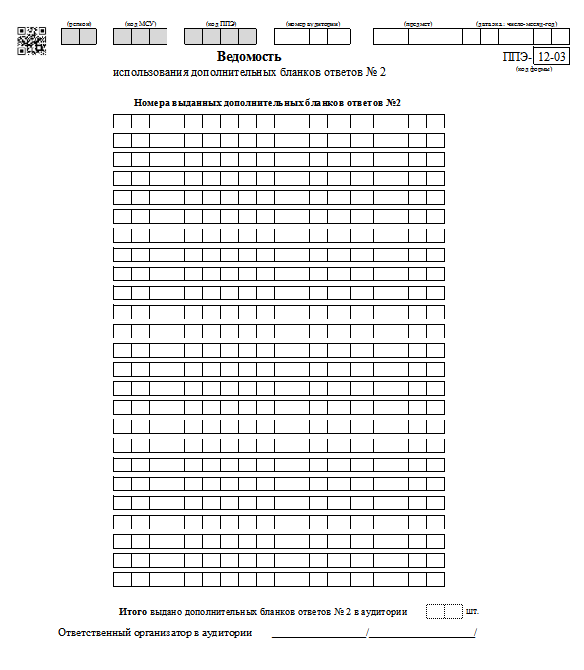 (регион) (код МСУ) (код ППЭ) (номер аудитории) (предмет) (дата экз.: число-месяц-год)
Ведомость
ППЭ- 12-03
использования дополнительных бланков ответов № 2
(код формы)
Номера выданных дополнительных бланков ответов №2
Итого выдано дополнительных бланков ответов № 2 в аудитории шт.
Ответственный организатор в аудитории / /